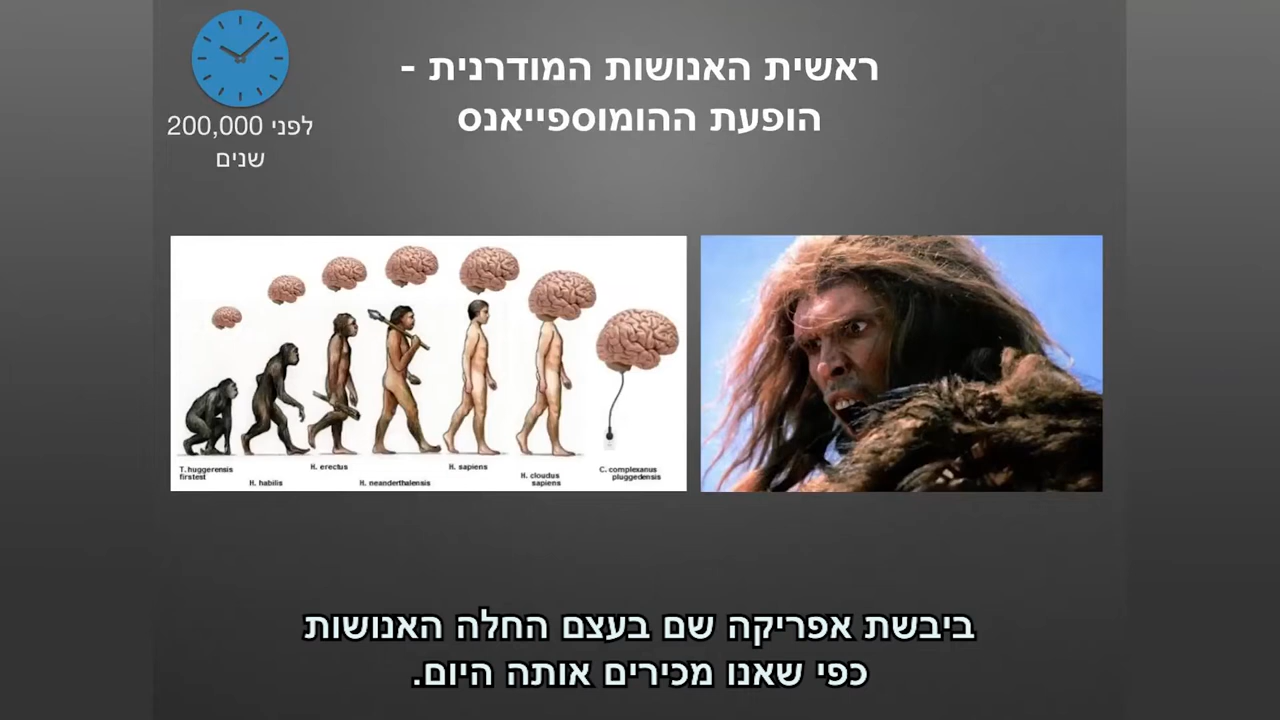 ראשית האנושות המודרנית -
הופעת ההומוספייאנס
לפני 200,000
שנים
T. huggerensis
firstest
H. habilis
H. erectus
H. neanderthalensis
H. sapiens
H. cloudus
sapiens
C. complexanus
pluggedensis
ביבשת אפריקה שם בעצם החלה האנושות
כפי שאנו מכירים אותה היום.